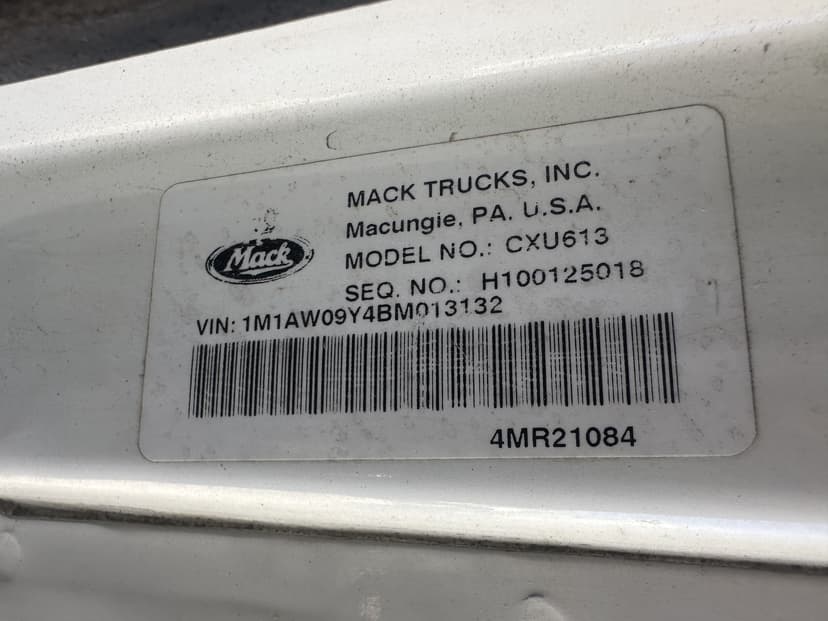 MACK TRUCKS, INC.
Macungie, PA. U.S.A.
Mack
MODEL NO.: CXU613
SEQ. NO.: H100125018
VIN: 1M1AW09Y4BM013132
4MR21084